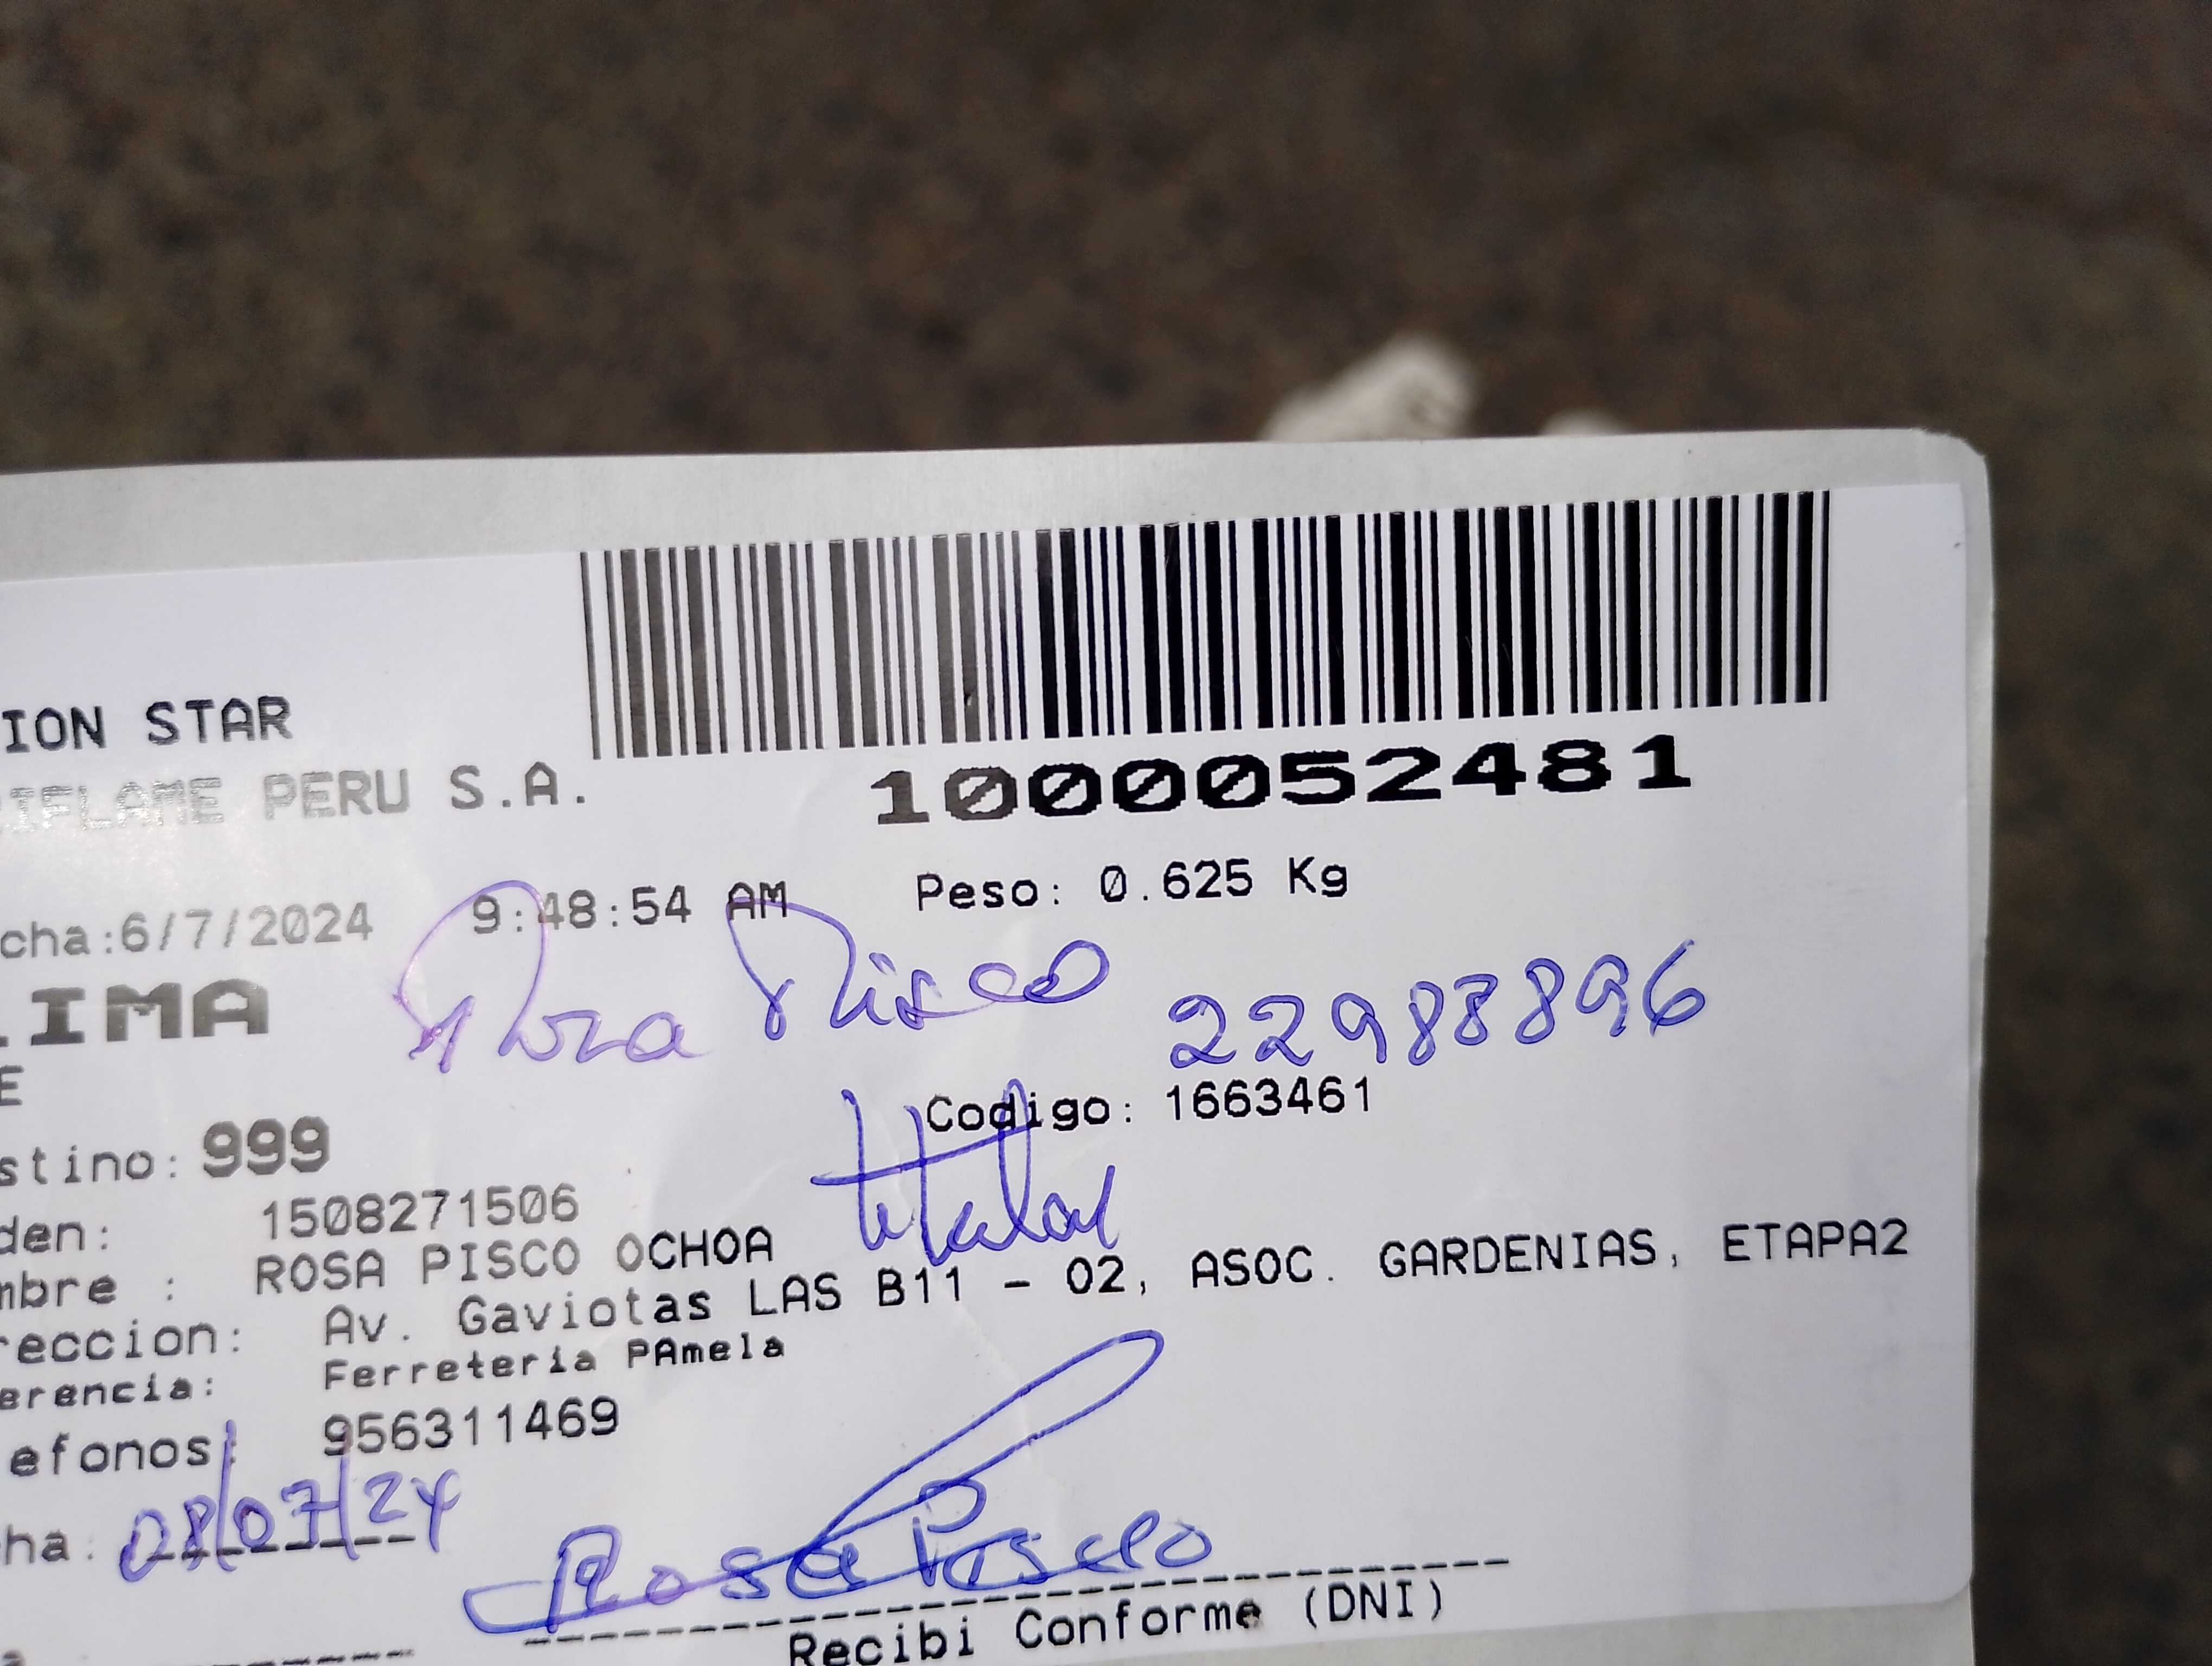 ION STAR
RIFLAME PERU S.A.
1000052481
cha:6/7/2024 9:48:54 AM Peso: 0.625 Kg
LIMA
Rosa Pisco 22983896
E
Codigo: 1663461
stino: 999
titular
den: 1508271506
mbre : ROSA PISCO OCHOA
reccion: Av. Gaviotas LAS B11 - 02, ASOC. GARDENIAS, ETAPA2
erencia: Ferreteria PAmela
efonos: 956311469
ha: 08/07/24
Rosa Pisco
Recibi Conforme (DNI)